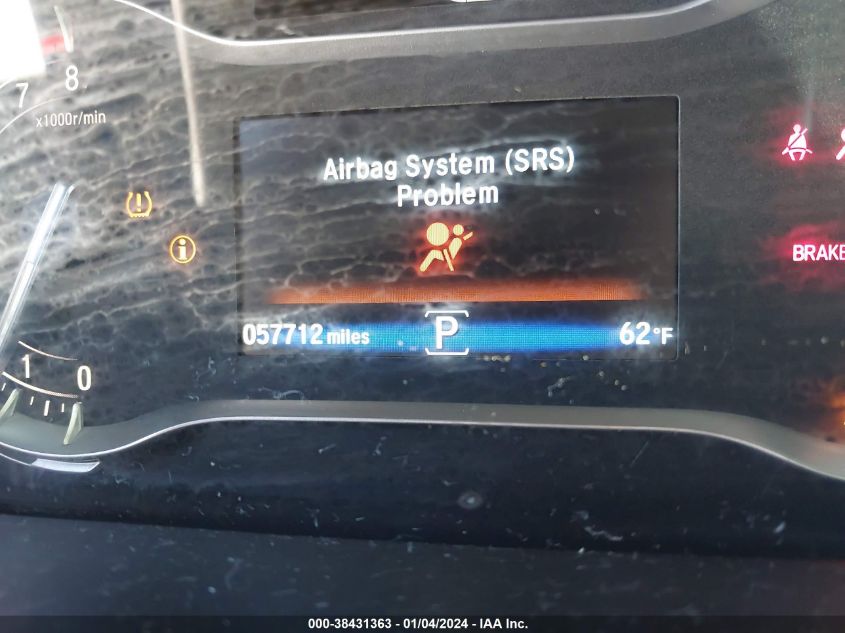 8
7
x1000r/min
Airbag System (SRS)
Problem
BRAKE
057712 miles P 62°F
1 0
000-38431363 - 01/04/2024 - IAA Inc.